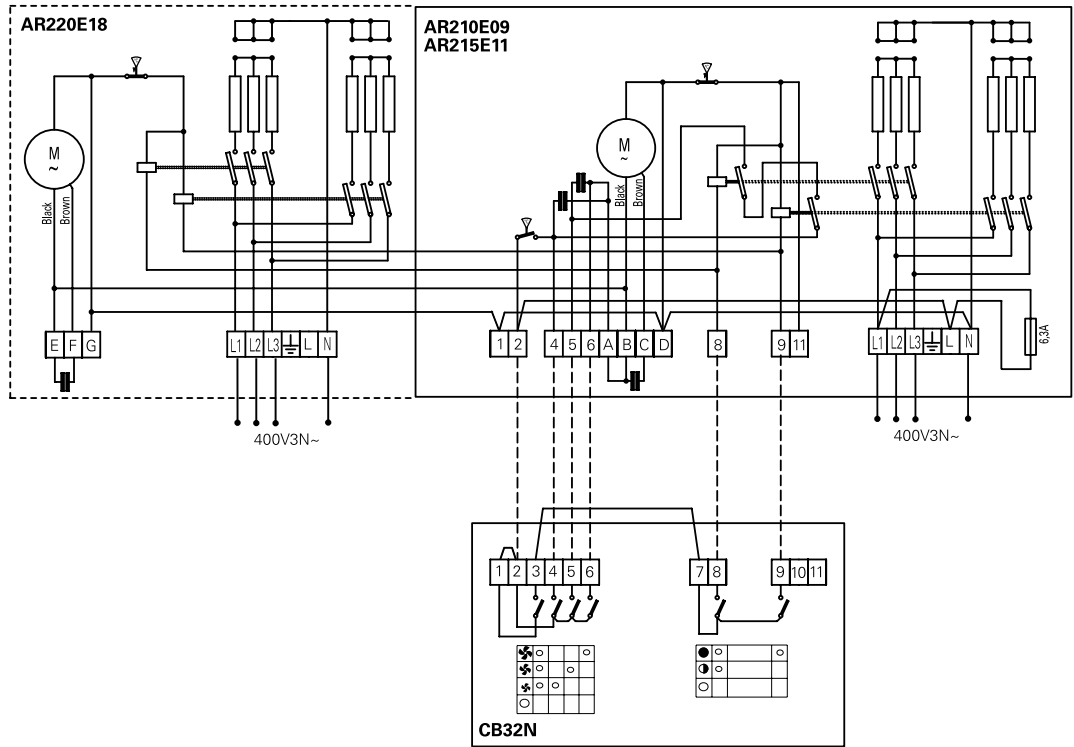 AR220E18
AR210E09
AR215E11
M
~
Black
Brown
M
~
Black
Brown
E F G
L1 L2 L3 L N
1 2
4 5 6 A B C D
8
9 11
L1 L2 L3 L N
6,3A
400V3N~
400V3N~
1 2 3 4 5 6
7 8
9 10 11
CB32N